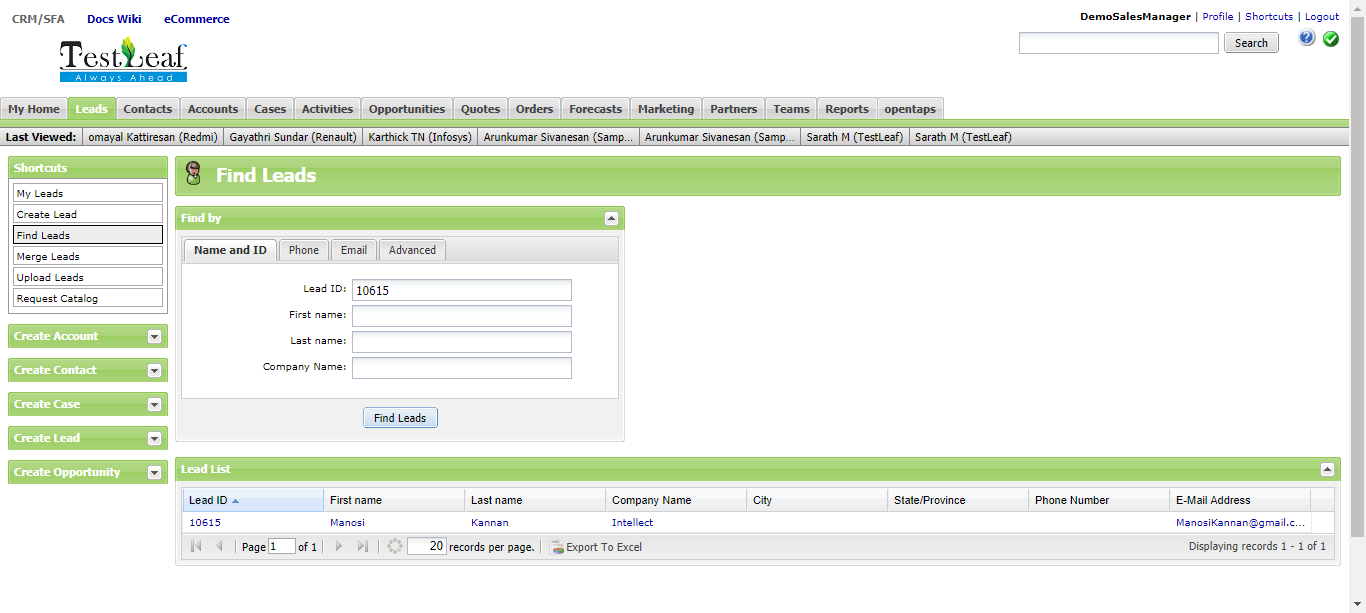 CRM/SFA Docs Wiki eCommerce
DemoSalesManager | Profile | Shortcuts | Logout
Search
TestLeaf
Always Ahead
My Home Leads Contacts Accounts Cases Activities Opportunities Quotes Orders Forecasts Marketing Partners Teams Reports opentaps
Last Viewed: omayal Kattiresan (Redmi) Gayathri Sundar (Renault) Karthick TN (Infosys) Arunkumar Sivanesan (Samp... Arunkumar Sivanesan (Samp... Sarath M (TestLeaf) Sarath M (TestLeaf)
Shortcuts
My Leads
Create Lead
Find Leads
Merge Leads
Upload Leads
Request Catalog
Create Account
Create Contact
Create Case
Create Lead
Create Opportunity
Find Leads
Find by
Name and ID Phone Email Advanced
Lead ID: 10615
First name:
Last name:
Company Name:
Find Leads
Lead List
Lead ID First name Last name Company Name City State/Province Phone Number E-Mail Address
10615 Manosi Kannan Intellect ManosiKannan@gmail.c...
Page 1 of 1 20 records per page. Export To Excel Displaying records 1 - 1 of 1